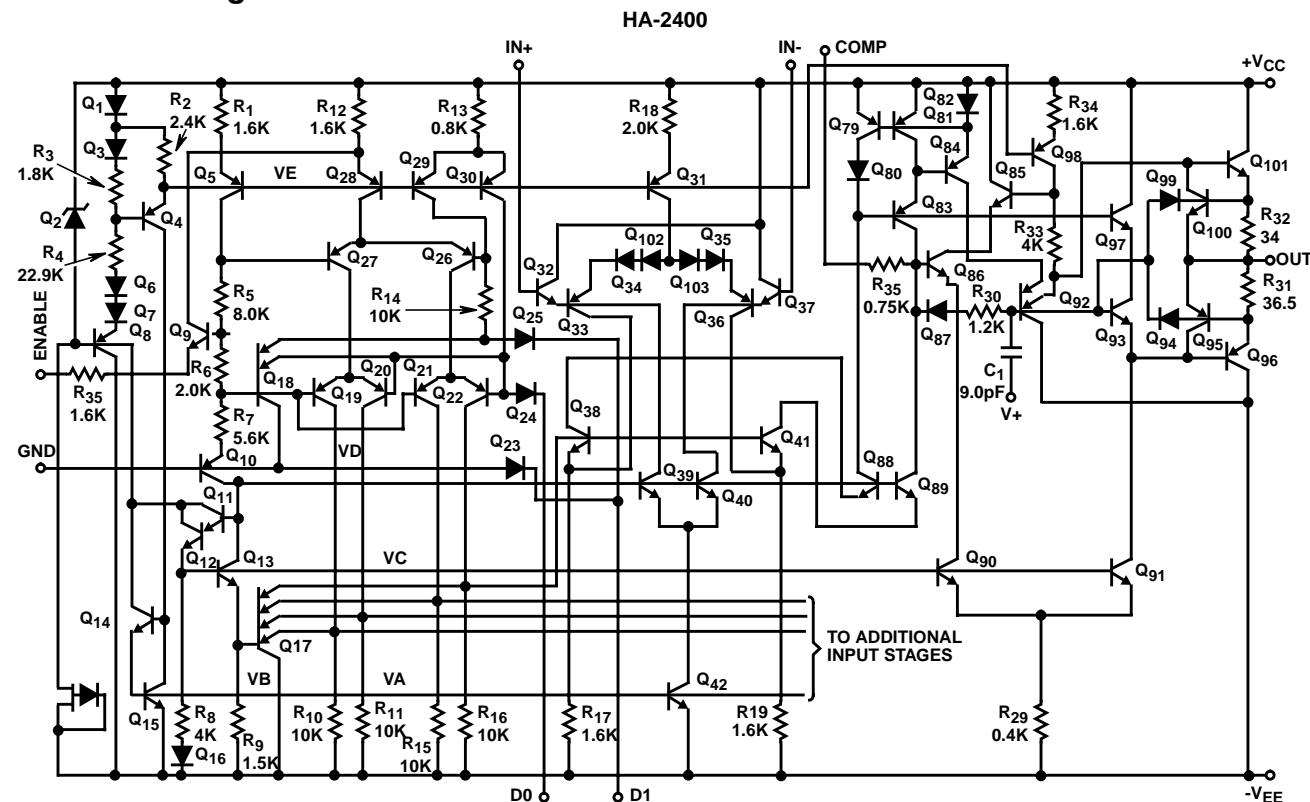 HA-2400
IN+
IN-
COMP
+VCC
Q1
R2
2.4K
R1
1.6K
R12
1.6K
R13
0.8K
R18
2.0K
Q82
Q81
Q79
R34
1.6K
R3
1.8K
Q3
Q5
VE
Q28
Q29
Q30
Q31
Q80
Q84
Q85
Q98
Q101
Q2
Q4
Q99
Q83
R33
4K
Q97
Q100
R32
34
R4
22.9K
Q27
Q26
Q32
Q102
Q35
Q34
Q103
Q37
OUT
Q6
Q7
Q8
R5
8.0K
R14
10K
Q33
Q36
R35
0.75K
Q86
R30
1.2K
Q92
R31
36.5
ENABLE
Q9
Q25
Q87
Q93
Q94
Q95
Q96
R35
1.6K
R6
2.0K
Q18
Q20
Q19
Q21
Q22
Q24
C1
9.0pF
V+
R7
5.6K
VD
Q23
Q38
Q41
GND
Q10
Q39
Q40
Q88
Q89
Q11
Q12
Q13
VC
Q90
Q91
Q14
Q17
TO ADDITIONAL
INPUT STAGES
VB
VA
Q42
Q15
R8
4K
Q16
R9
1.5K
R10
10K
R11
10K
R15
10K
R16
10K
R17
1.6K
R19
1.6K
R29
0.4K
D0
D1
-VEE